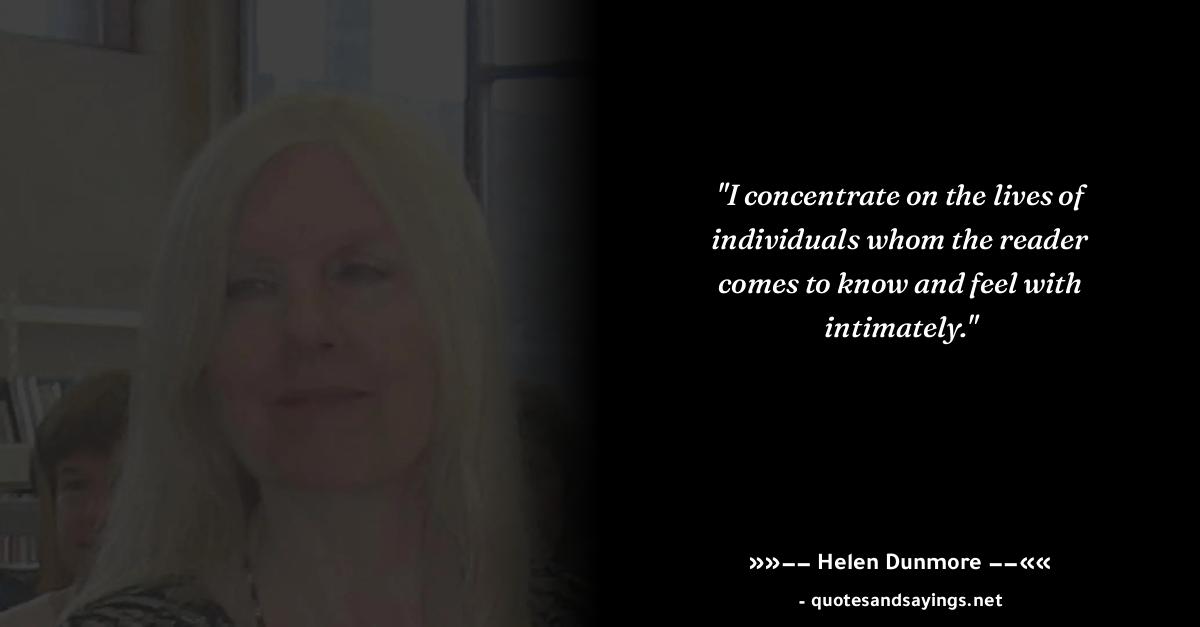 "I concentrate on the lives of
individuals whom the reader
comes to know and feel with
intimately."
»»−− Helen Dunmore −−««
- quotesandsayings.net